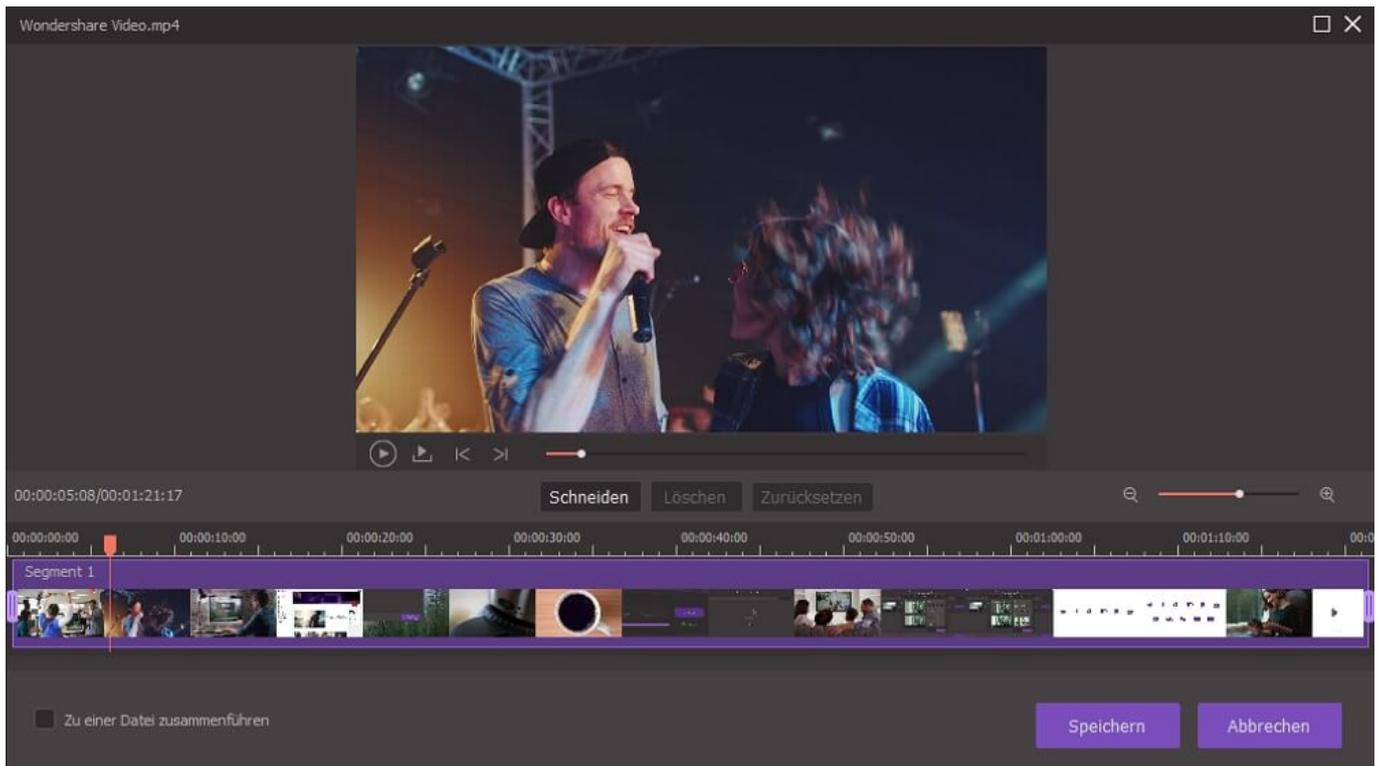 Wondershare Video.mp4
00:00:05:08/00:01:21:17
Schneiden Löschen Zurücksetzen
00:00:00:00 00:00:10:00 00:00:20:00 00:00:30:00 00:00:40:00 00:00:50:00 00:01:00:00 00:01:10:00 00:0
Segment 1
Zu einer Datei zusammenführen
Speichern Abbrechen